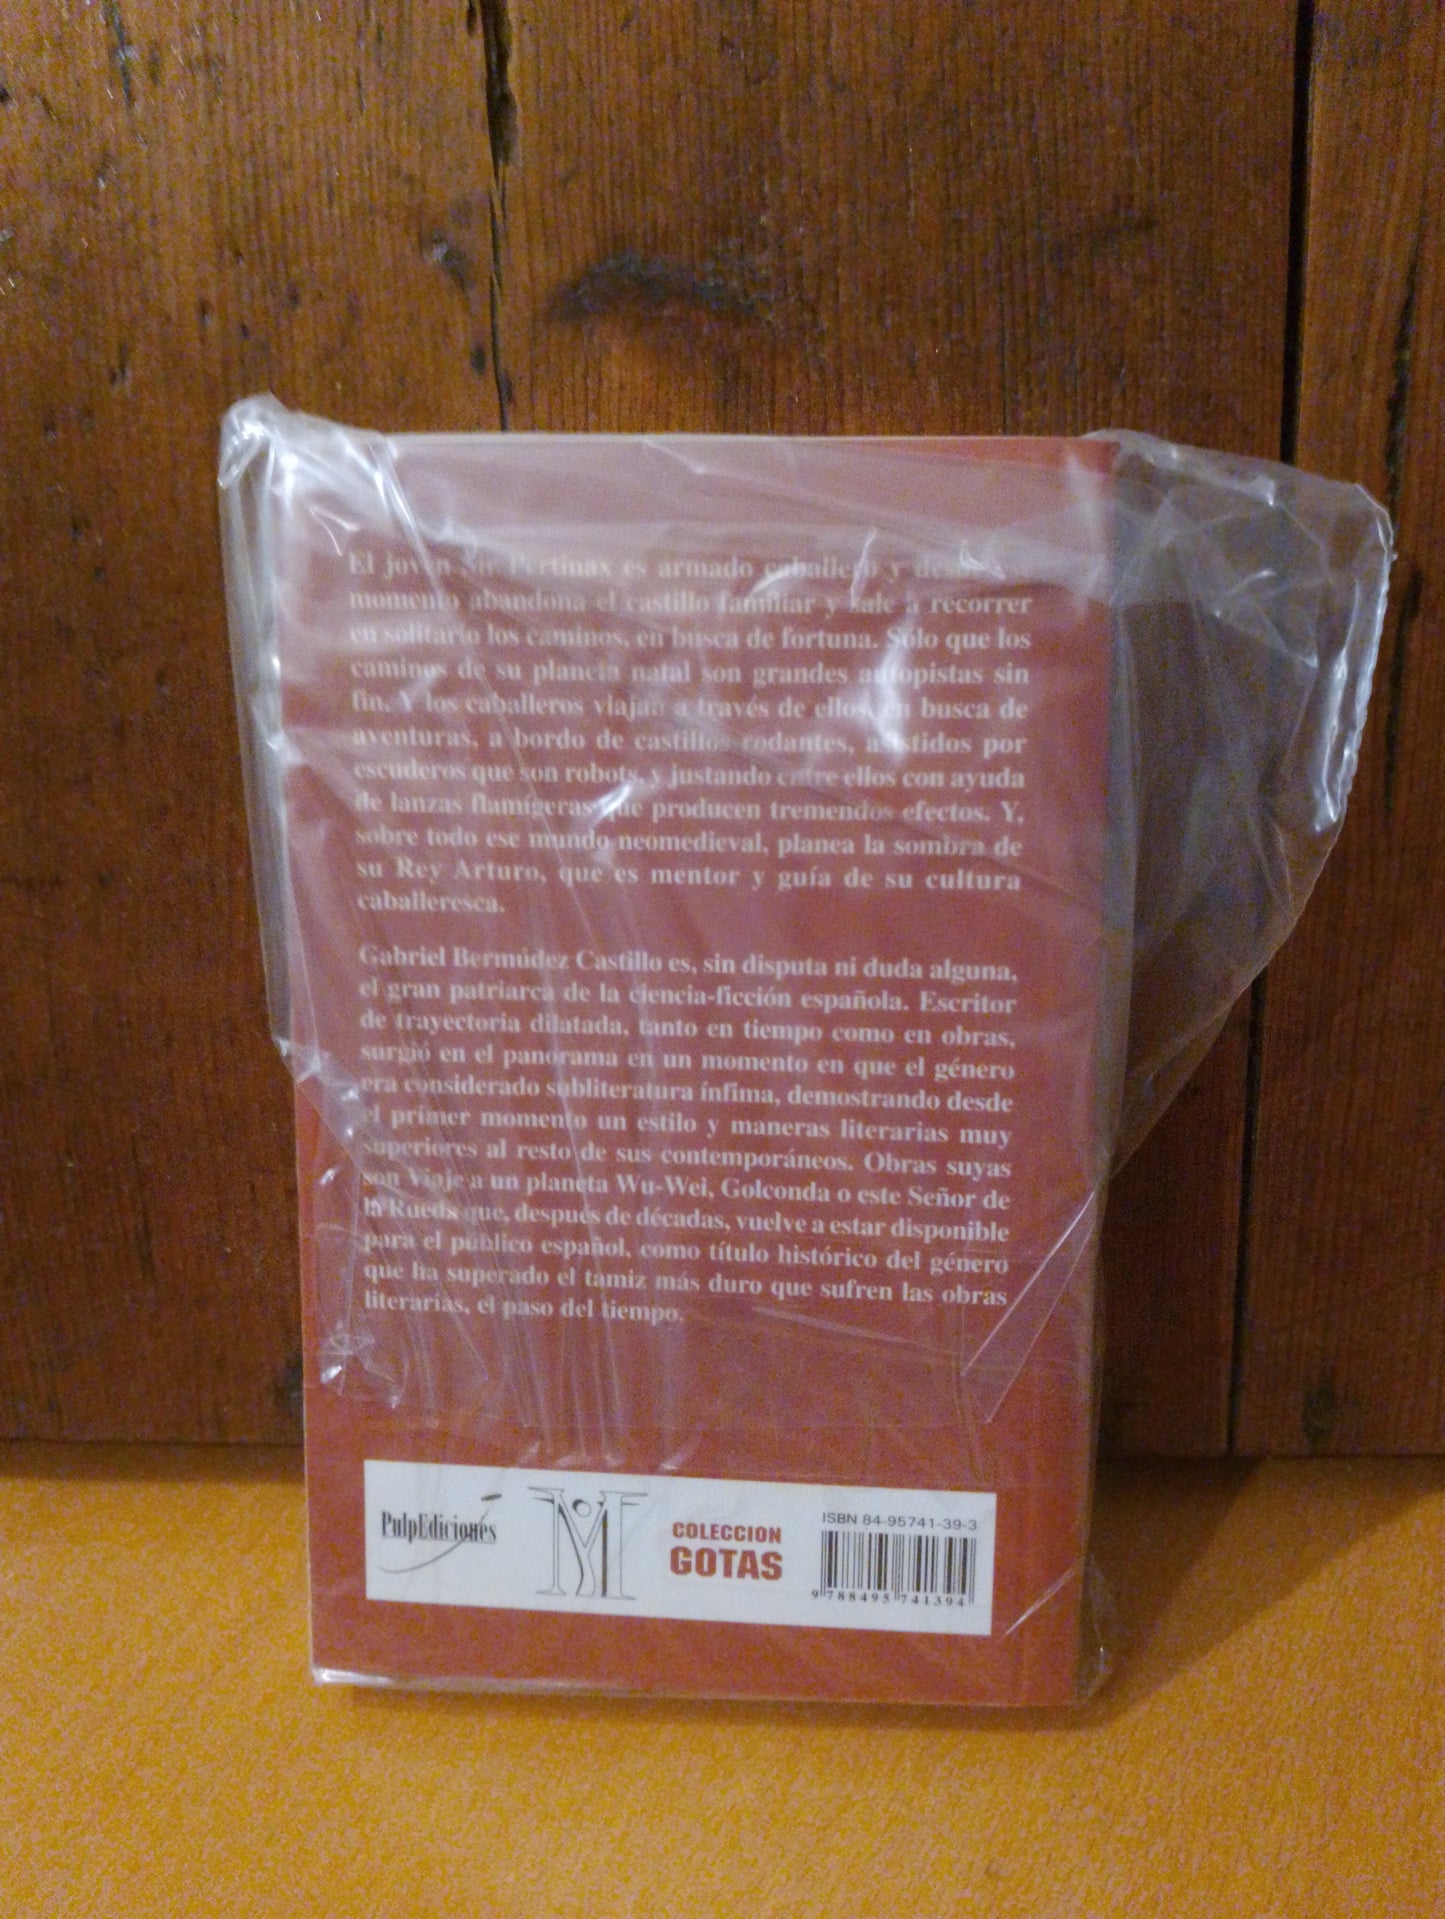 El joven Sir Pertinax es armado caballero y
momento abandona el castillo familiar y sale a recorrer
en solitario los caminos, en busca de fortuna. Sólo que los
caminos de su planeta natal son grandes autopistas sin
fin. Y los caballeros viajan a través de ellos, en busca de
aventuras, a bordo de castillos rodantes, asistidos por
escuderos que son robots, y justando entre ellos con ayuda
de lanzas flamígeras que producen tremendos efectos. Y,
sobre todo ese mundo neomedieval, planea la sombra de
su Rey Arturo, que es mentor y guía de su cultura
caballeresca.
Gabriel Bermúdez Castillo es, sin disputa ni duda alguna,
el gran patriarca de la ciencia-ficción española. Escritor
de trayectoria dilatada, tanto en tiempo como en obras,
surgió en el panorama en un momento en que el género
era considerado subliteratura ínfima, demostrando desde
el primer momento un estilo y maneras literarias muy
superiores al resto de sus contemporáneos. Obras suyas
son Viaje a un planeta Wu-Wei, Golconda o este Señor de
la Rueda que, después de décadas, vuelve a estar disponible
para el público español, como título histórico del género
que ha superado el tamiz más duro que sufren las obras
literarias, el paso del tiempo.
PulpEdiciones
COLECCION
GOTAS
ISBN 84-95741-39-3
9 788495 741394